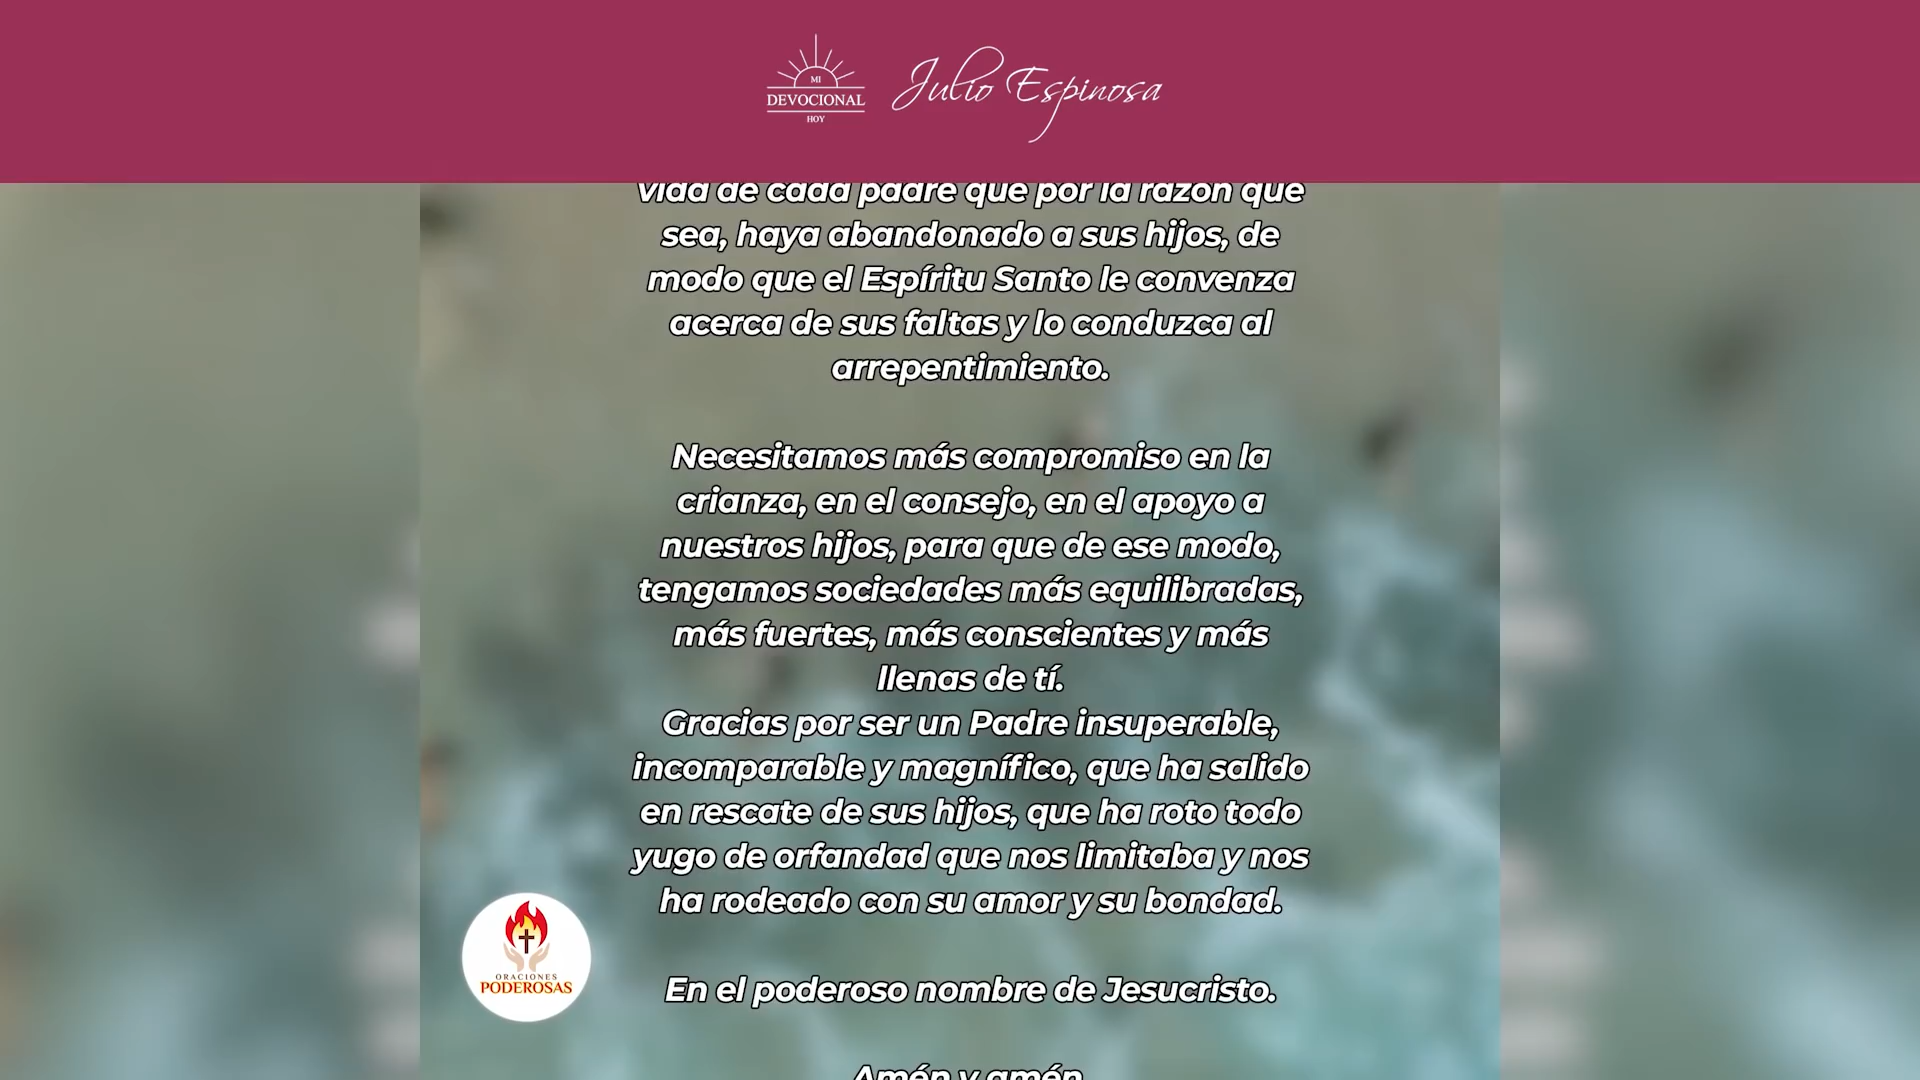 MI
DEVOCIONAL
HOY
Julio Espinosa
vida de cada padre que por la razón que
sea, haya abandonado a sus hijos, de
modo que el Espíritu Santo le convenza
acerca de sus faltas y lo conduzca al
arrepentimiento.
Necesitamos más compromiso en la
crianza, en el consejo, en el apoyo a
nuestros hijos, para que de ese modo,
tengamos sociedades más equilibradas,
más fuertes, más conscientes y más
llenas de tí.
Gracias por ser un Padre insuperable,
incomparable y magnífico, que ha salido
en rescate de sus hijos, que ha roto todo
yugo de orfandad que nos limitaba y nos
ha rodeado con su amor y su bondad.
En el poderoso nombre de Jesucristo.
Amén y amén
ORACIONES
PODEROSAS